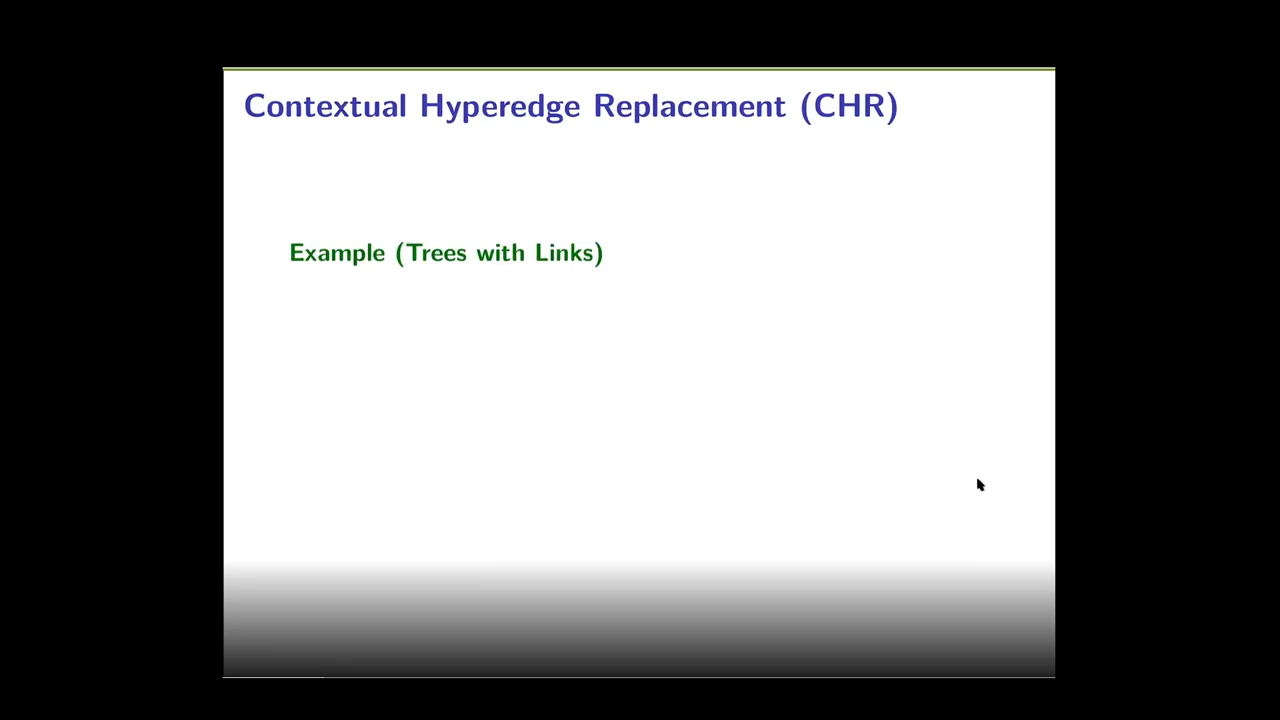 Contextual Hyperedge Replacement (CHR)
Example (Trees with Links)